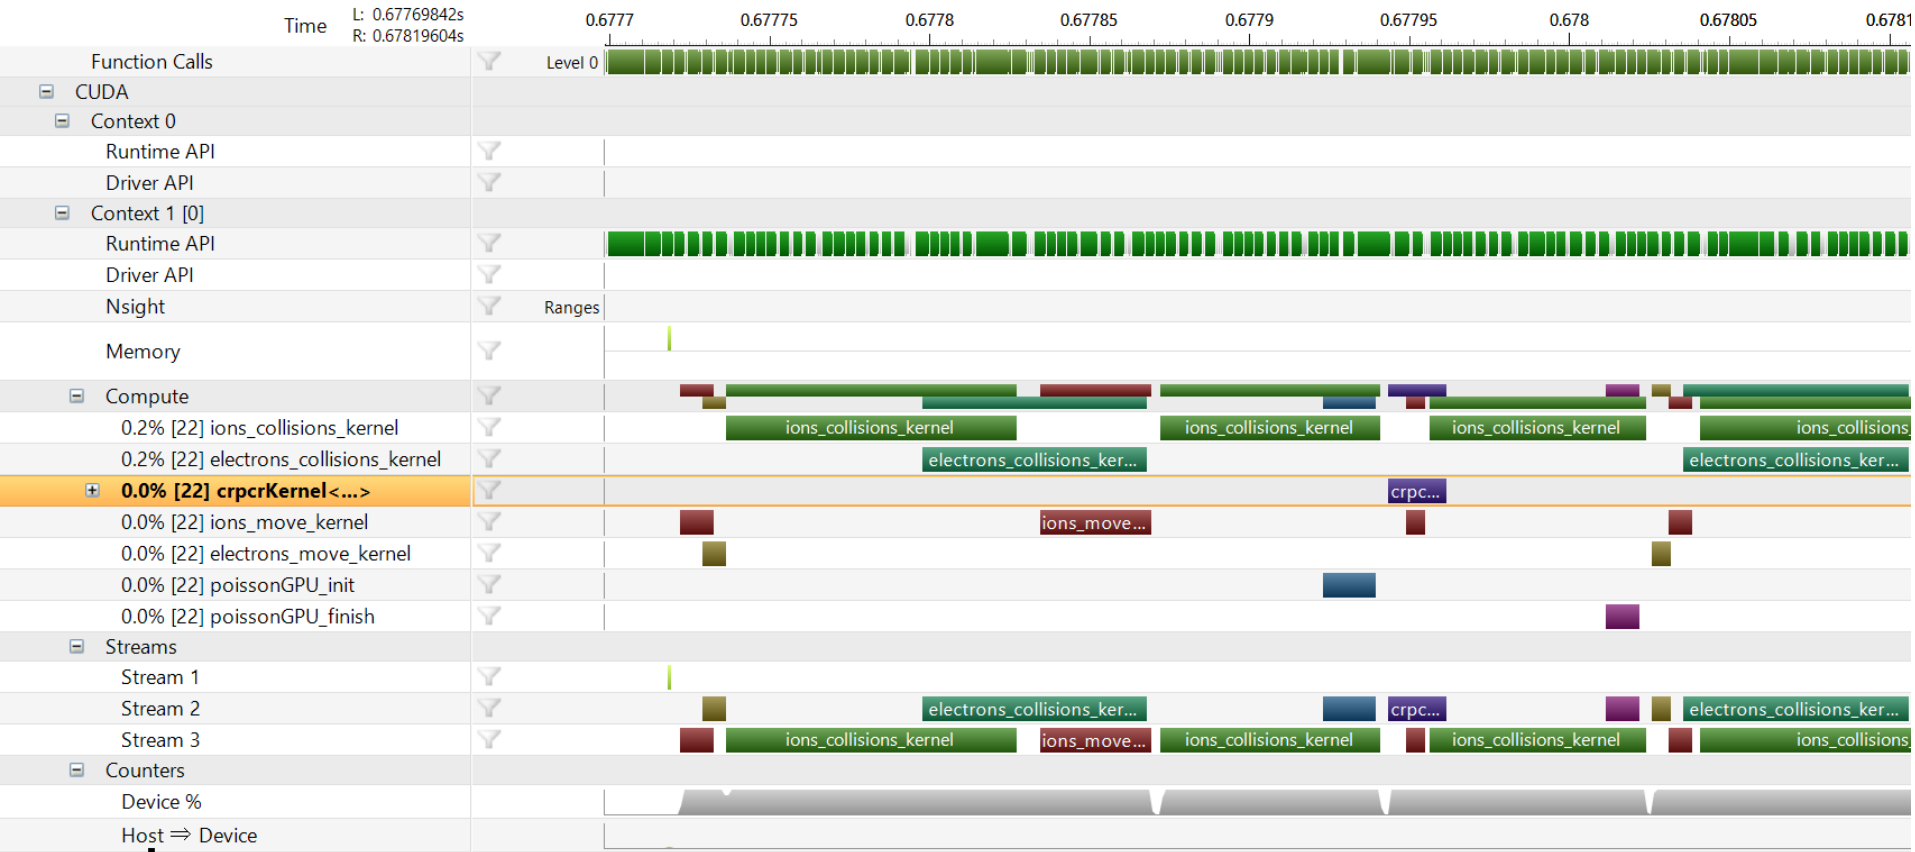 Time L: 0.67769842s R: 0.67819604s 0.6777 0.67775 0.6778 0.67785 0.6779 0.67795 0.678 0.67805 0.6781
Function Calls Level 0
CUDA
Context 0
Runtime API
Driver API
Context 1 [0]
Runtime API
Driver API
Nsight Ranges
Memory
Compute
0.2% [22] ions_collisions_kernel ions_collisions_kernel ions_collisions_kernel ions_collisions_kernel ions_collisions_
0.2% [22] electrons_collisions_kernel electrons_collisions_ker... electrons_collisions_ker...
0.0% [22] crpcrKernel<...> crpc...
0.0% [22] ions_move_kernel ions_move...
0.0% [22] electrons_move_kernel
0.0% [22] poissonGPU_init
0.0% [22] poissonGPU_finish
Streams
Stream 1
Stream 2 electrons_collisions_ker... crpc... electrons_collisions_ker...
Stream 3 ions_collisions_kernel ions_move... ions_collisions_kernel ions_collisions_kernel ions_collisions_
Counters
Device %
Host ⇒ Device